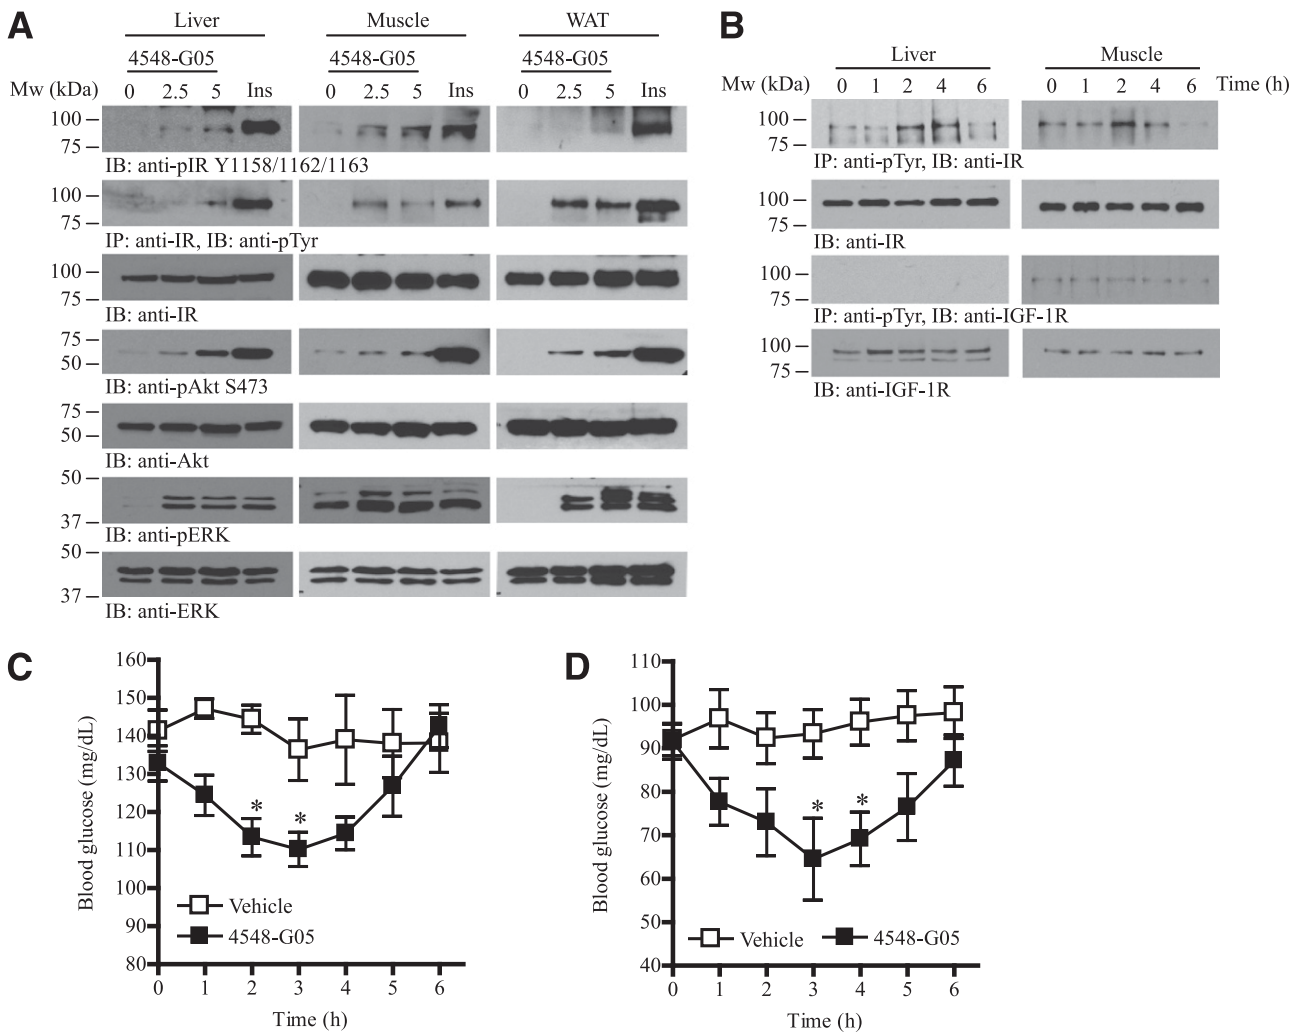 A
Liver Muscle WAT
4548-G05 4548-G05 4548-G05
Mw (kDa) 0 2.5 5 Ins 0 2.5 5 Ins 0 2.5 5 Ins
100
75
IB: anti-pIR Y1158/1162/1163
100
75
IP: anti-IR, IB: anti-pTyr
100
75
IB: anti-IR
75
50
IB: anti-pAkt S473
75
50
IB: anti-Akt
50
37
IB: anti-pERK
50
37
IB: anti-ERK
B
Liver Muscle
Mw (kDa) 0 1 2 4 6 0 1 2 4 6 Time (h)
100
75
IP: anti-pTyr, IB: anti-IR
100
75
IB: anti-IR
100
75
IP: anti-pTyr, IB: anti-IGF-1R
100
75
IB: anti-IGF-1R
C
Blood glucose (mg/dL)
160
150
140
130
120
110
100
90
80
* *
Vehicle
4548-G05
0 1 2 3 4 5 6
Time (h)
D
Blood glucose (mg/dL)
110
100
90
80
70
60
50
40
* *
Vehicle 4548-G05
0 1 2 3 4 5 6
Time (h)